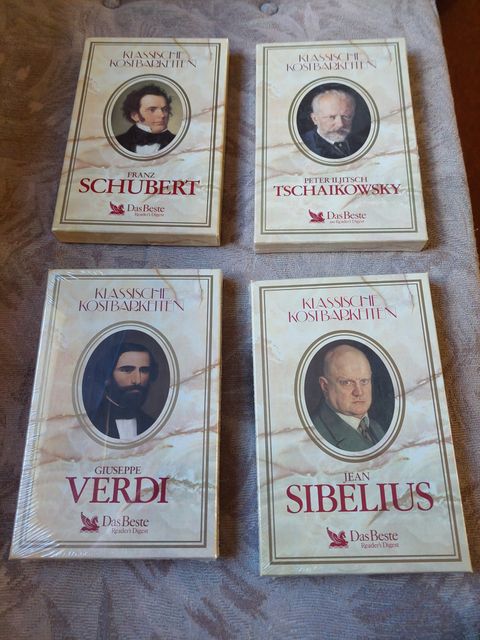 KLASSISCHE
KOSTBARKEITEN
FRANZ
SCHUBERT
Das Beste
Reader's Digest
KLASSISCHE
KOSTBARKEITEN
PETER ILJITSCH
TSCHAIKOWSKY
Das Beste
aus Reader's Digest
KLASSISCHE
KOSTBARKEITEN
GIUSEPPE
VERDI
Das Beste
Reader's Digest
KLASSISCHE
KOSTBARKEITEN
JEAN
SIBELIUS
Das Beste
Reader's Digest